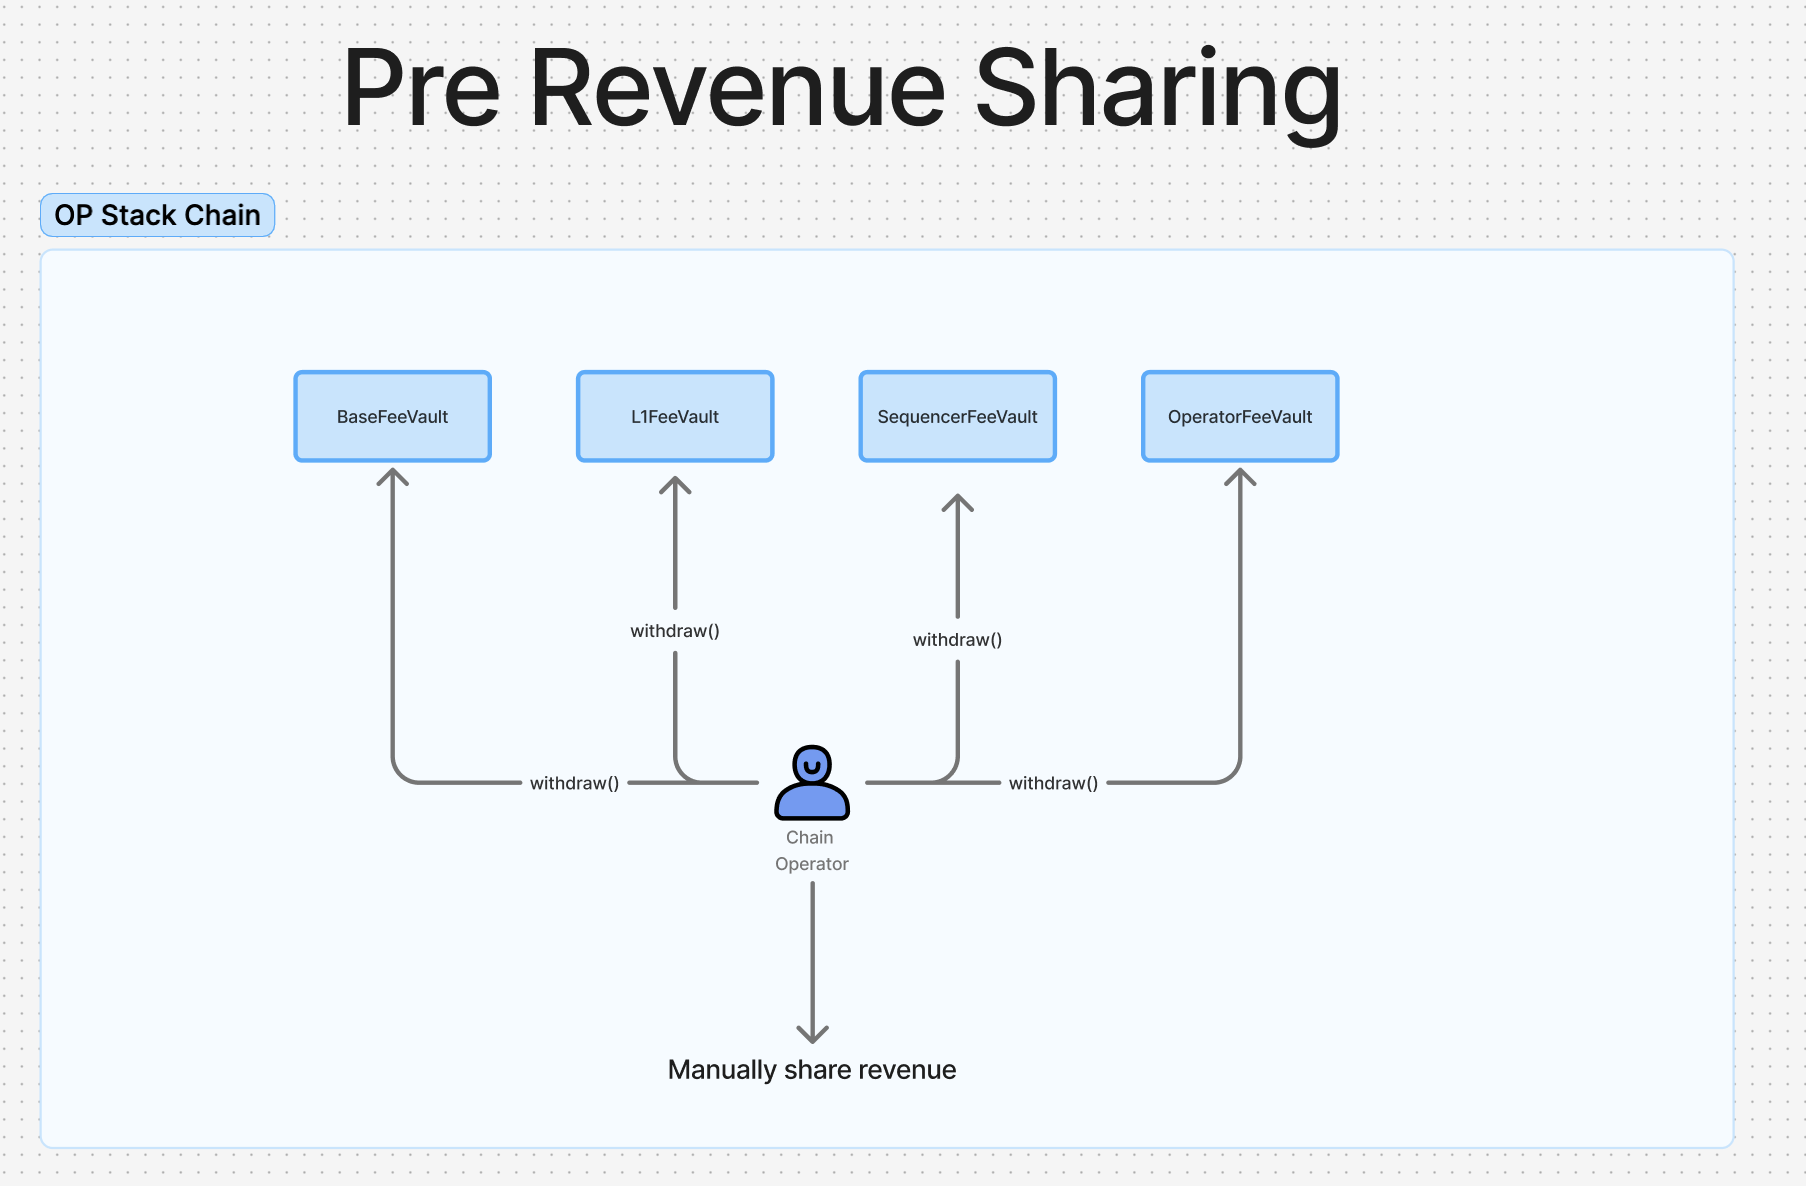 Pre Revenue Sharing
OP Stack Chain
BaseFeeVault
L1FeeVault
SequencerFeeVault
OperatorFeeVault
withdraw()
withdraw()
withdraw()
withdraw()
Chain
Operator
Manually share revenue